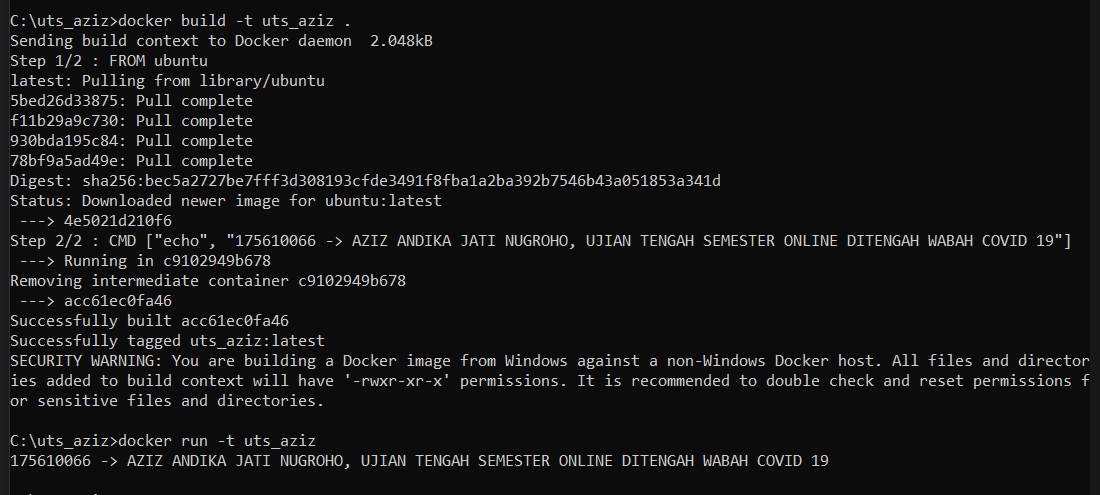 C:\uts_aziz>docker build -t uts_aziz .
Sending build context to Docker daemon  2.048kB
Step 1/2 : FROM ubuntu
latest: Pulling from library/ubuntu
5bed26d33875: Pull complete
f11b29a9c730: Pull complete
930bda195c84: Pull complete
78bf9a5ad49e: Pull complete
Digest: sha256:bec5a2727be7fff3d308193cfde3491f8fba1a2ba392b7546b43a051853a341d
Status: Downloaded newer image for ubuntu:latest
 ---> 4e5021d210f6
Step 2/2 : CMD ["echo", "175610066 -> AZIZ ANDIKA JATI NUGROHO, UJIAN TENGAH SEMESTER ONLINE DITENGAH WABAH COVID 19"]
 ---> Running in c9102949b678
Removing intermediate container c9102949b678
 ---> acc61ec0fa46
Successfully built acc61ec0fa46
Successfully tagged uts_aziz:latest
SECURITY WARNING: You are building a Docker image from Windows against a non-Windows Docker host. All files and director
ies added to build context will have '-rwxr-xr-x' permissions. It is recommended to double check and reset permissions f
or sensitive files and directories.
C:\uts_aziz>docker run -t uts_aziz
175610066 -> AZIZ ANDIKA JATI NUGROHO, UJIAN TENGAH SEMESTER ONLINE DITENGAH WABAH COVID 19